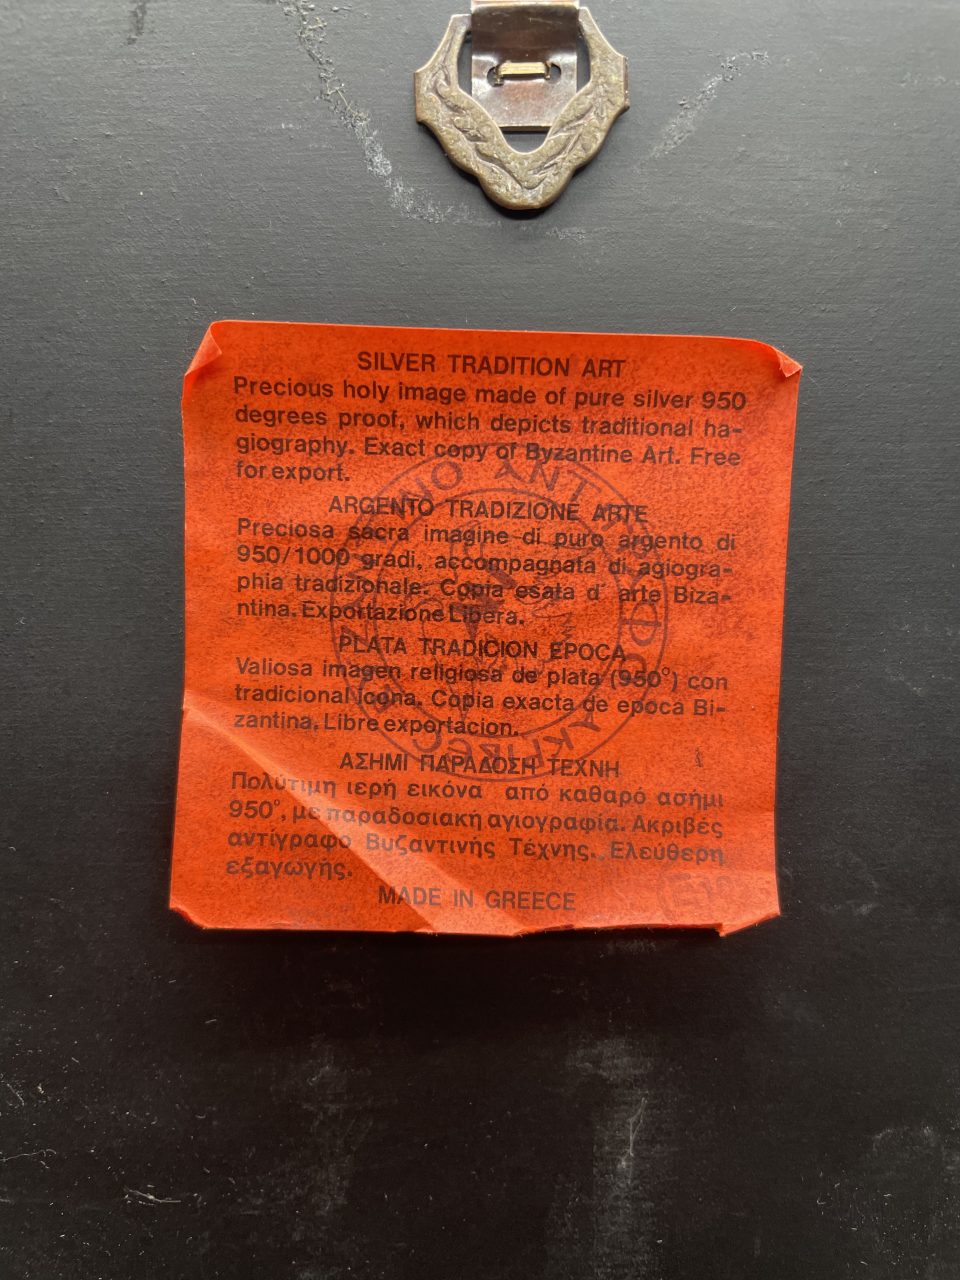 SILVER TRADITION ART
Precious holy image made of pure silver 950
degrees proof, which depicts traditional ha-
giography. Exact copy of Byzantine Art. Free
for export.
ARGENTO TRADIZIONE ARTE
Preciosa sacra imagine di puro argento di
950/1000 gradi, accompagnata di agiogra-
phia tradizionale. Copia esata d' arte Biza-
ntina. Exportazione Libera.
PLATA TRADICION EPOCA
Valiosa imagen religiosa de plata (950°) con
tradicional icona. Copia exacta de epoca Bi-
zantina. Libre exportacion.
ΑΣΗΜΙ ΠΑΡΑΔΟΣΗ ΤΕΧΝΗ
Πολύτιμη ιερή εικόνα από καθαρό ασήμι
950°, με παραδοσιακή αγιογραφία. Ακριβές
αντίγραφο Βυζαντινής Τέχνης. Ελεύθερη
εξαγωγής.
MADE IN GREECE